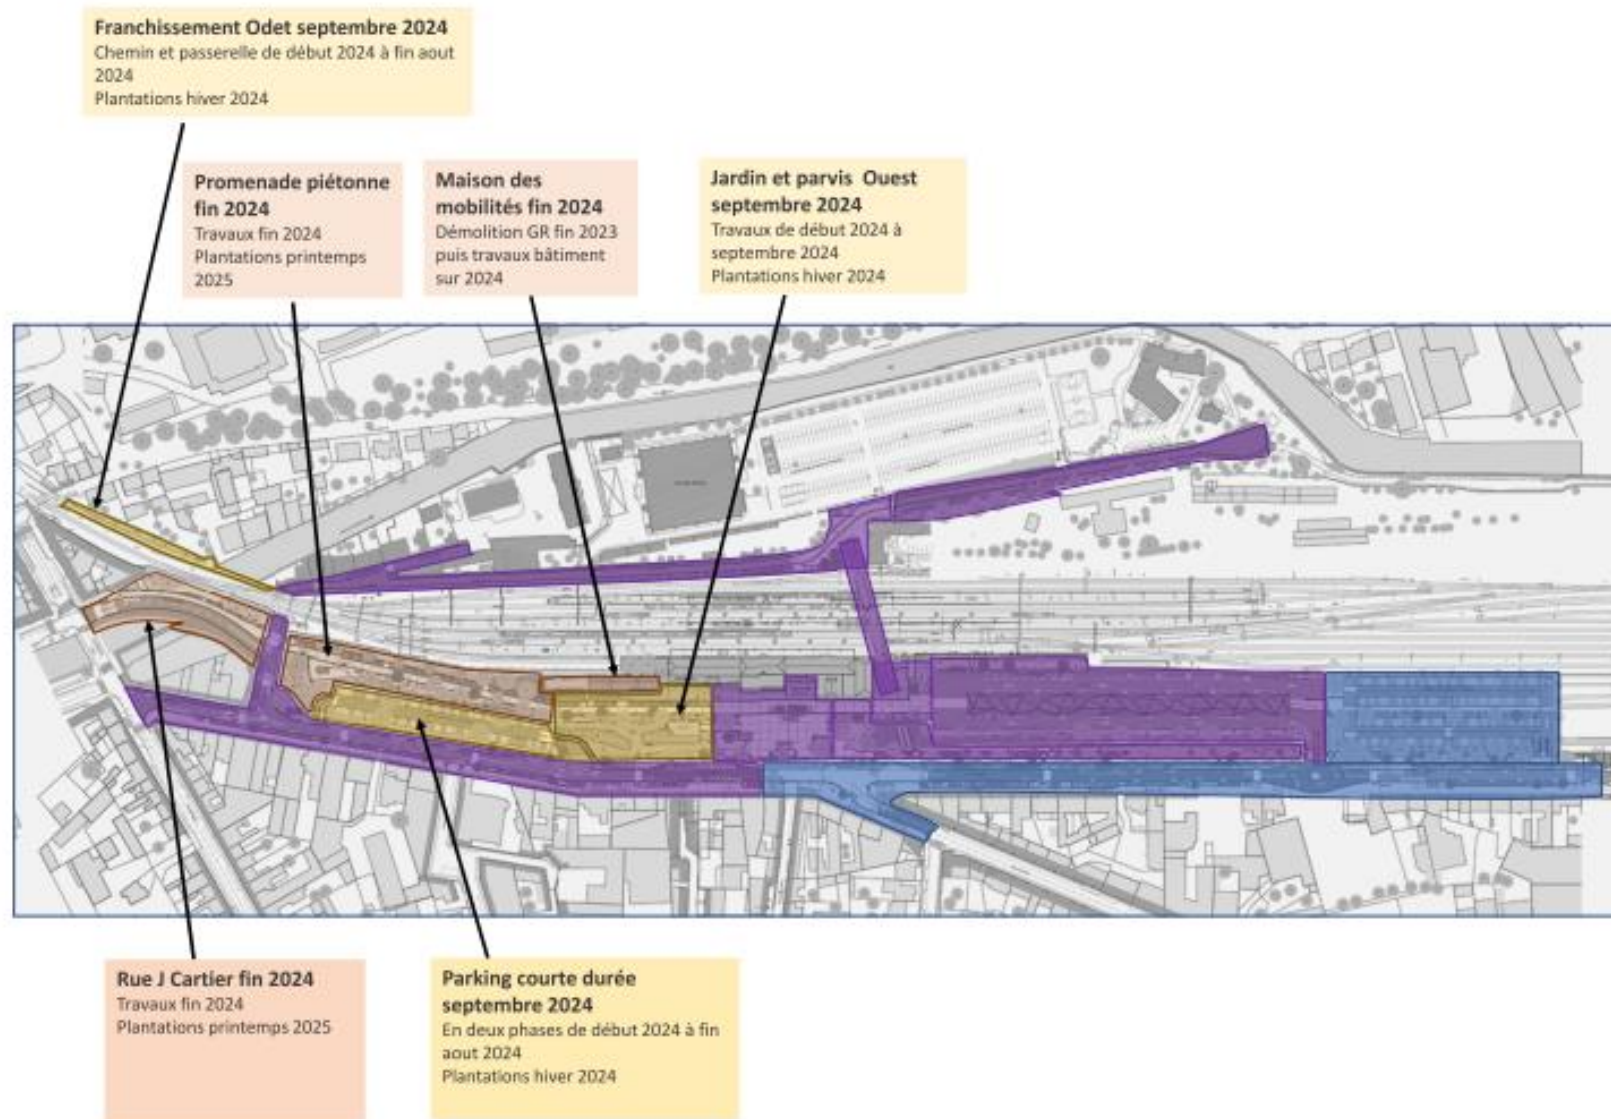 Franchissement Odet septembre 2024
Chemin et passerelle de début 2024 à fin aout
2024
Plantations hiver 2024
Promenade piétonne
fin 2024
Travaux fin 2024
Plantations printemps
2025
Maison des
mobilités fin 2024
Démolition GR fin 2023
puis travaux bâtiment
sur 2024
Jardin et parvis Ouest
septembre 2024
Travaux de début 2024 à
septembre 2024
Plantations hiver 2024
Rue J Cartier fin 2024
Travaux fin 2024
Plantations printemps 2025
Parking courte durée
septembre 2024
En deux phases de début 2024 à fin
aout 2024
Plantations hiver 2024